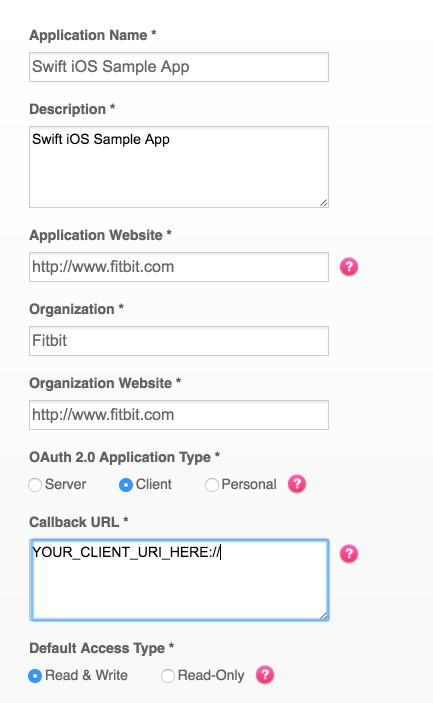 Application Name *
Swift iOS Sample App
Description *
Swift iOS Sample App
Application Website *
http://www.fitbit.com
?
Organization *
Fitbit
Organization Website *
http://www.fitbit.com
OAuth 2.0 Application Type *
Server Client Personal ?
Callback URL *
YOUR_CLIENT_URI_HERE://
?
Default Access Type *
Read & Write Read-Only ?